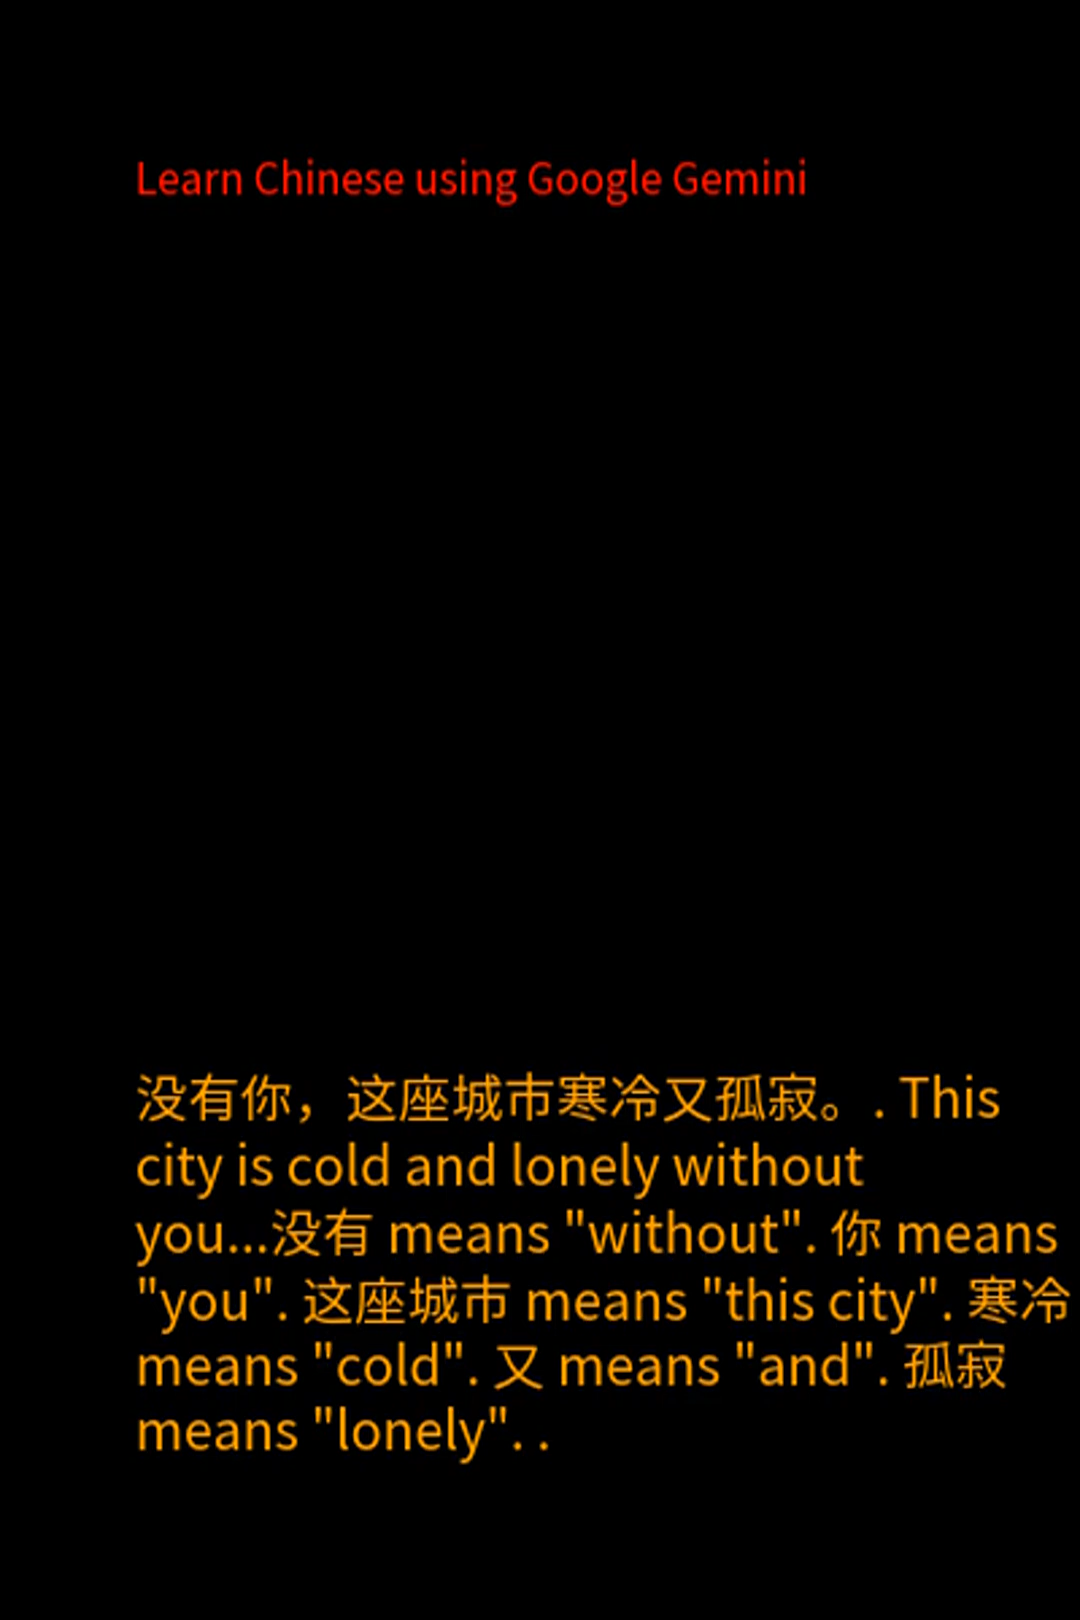 Learn Chinese using Google Gemini
没有你，这座城市寒冷又孤寂。. This
city is cold and lonely without
you...没有 means "without". 你 means
"you". 这座城市 means "this city". 寒冷
means "cold". 又 means "and". 孤寂
means "lonely". .